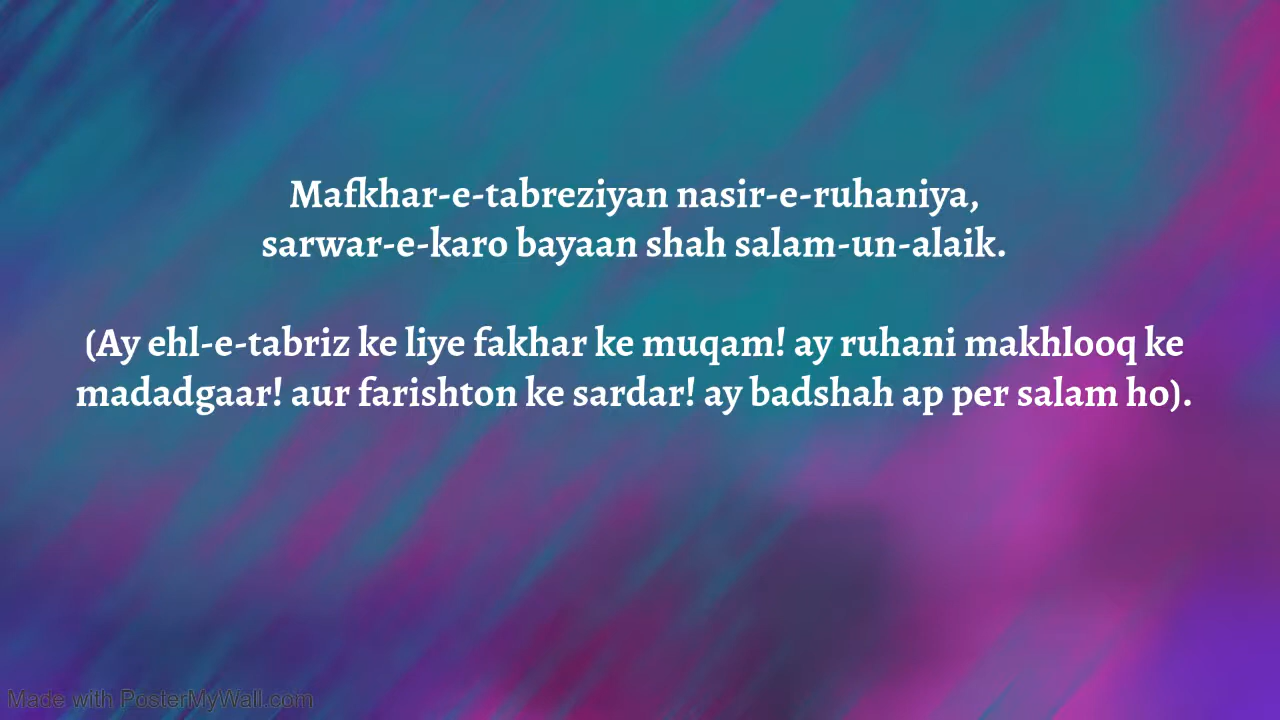 Mafkhar-e-tabreziyan nasir-e-ruhaniya,
sarwar-e-karo bayaan shah salam-un-alaik.
(Ay ehl-e-tabriz ke liye fakhar ke muqam! ay ruhani makhlooq ke
madadgaar! aur farishton ke sardar! ay badshah ap per salam ho).
Made with PosterMyWall.com